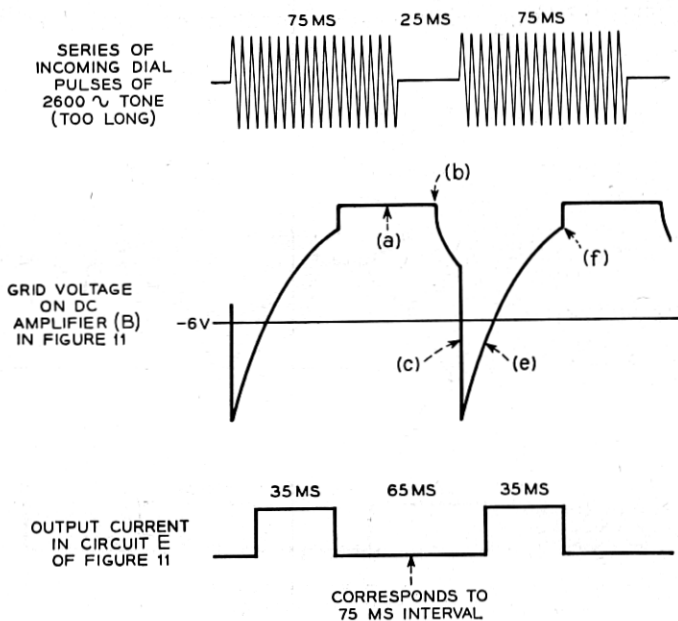 75 MS 25 MS 75 MS
SERIES OF
INCOMING DIAL
PULSES OF
2600 ∿ TONE
(TOO LONG)
(b)
(a)
(f)
GRID VOLTAGE
ON DC
AMPLIFIER (B)
IN FIGURE 11
-6V
(c)
(e)
35 MS 65 MS 35 MS
OUTPUT CURRENT
IN CIRCUIT E
OF FIGURE 11
CORRESPONDS TO
75 MS INTERVAL